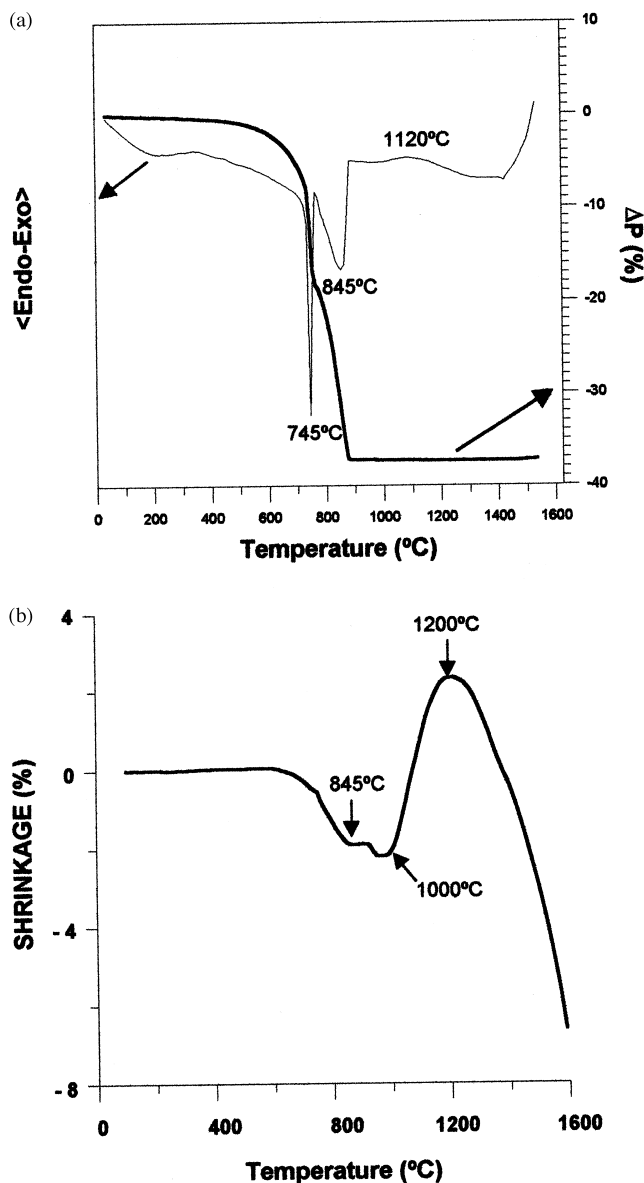 (a)
10
0
-10
-20
-30
-40
ΔP (%)
<Endo-Exo>
1120ºC
845ºC
745ºC
0 200 400 600 800 1000 1200 1400 1600
Temperature (ºC)
(b)
4
0
- 4
- 8
SHRINKAGE (%)
1200ºC
845ºC
1000ºC
0 400 800 1200 1600
Temperature (ºC)